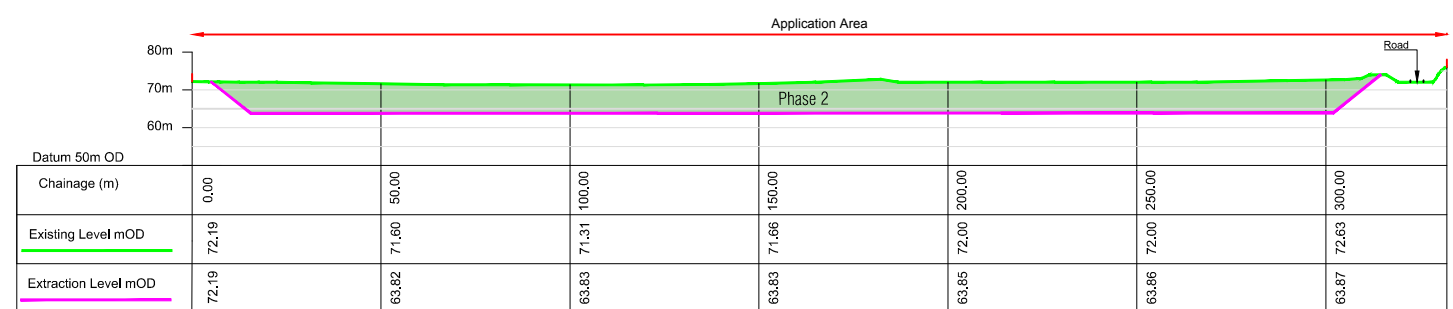 Application Area
80m
Road
70m
Phase 2
60m
Datum 50m OD
Chainage (m) 0.00 50.00 100.00 150.00 200.00 250.00 300.00
Existing Level mOD 72.19 71.60 71.31 71.66 72.00 72.00 72.63
Extraction Level mOD 72.19 63.82 63.83 63.83 63.85 63.86 63.87